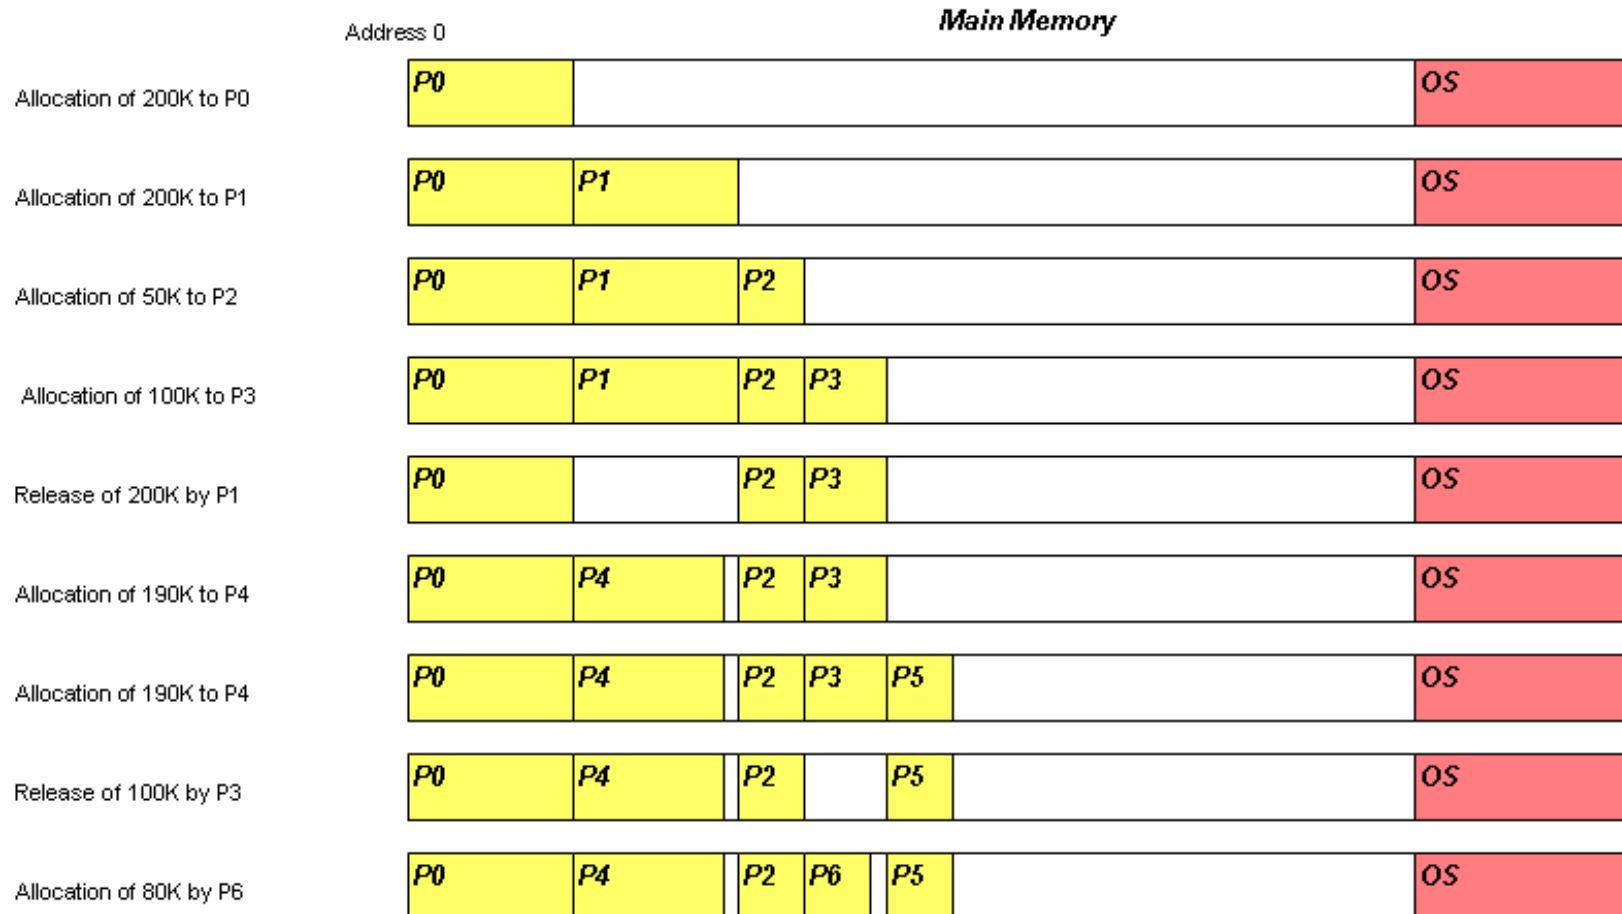 Main Memory
Address 0
Allocation of 200K to P0 P0 OS
Allocation of 200K to P1 P0 P1 OS
Allocation of 50K to P2 P0 P1 P2 OS
Allocation of 100K to P3 P0 P1 P2 P3 OS
Release of 200K by P1 P0 P2 P3 OS
Allocation of 190K to P4 P0 P4 P2 P3 OS
Allocation of 190K to P4 P0 P4 P2 P3 P5 OS
Release of 100K by P3 P0 P4 P2 P5 OS
Allocation of 80K by P6 P0 P4 P2 P6 P5 OS